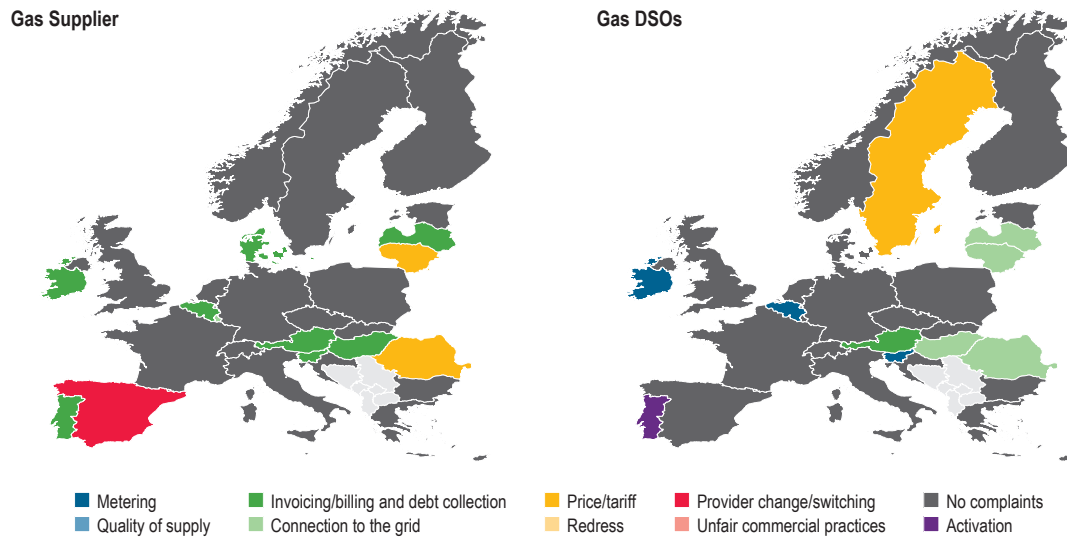 Gas Supplier
Gas DSOs
Metering
Invoicing/billing and debt collection
Price/tariff
Provider change/switching
No complaints
Quality of supply
Connection to the grid
Redress
Unfair commercial practices
Activation